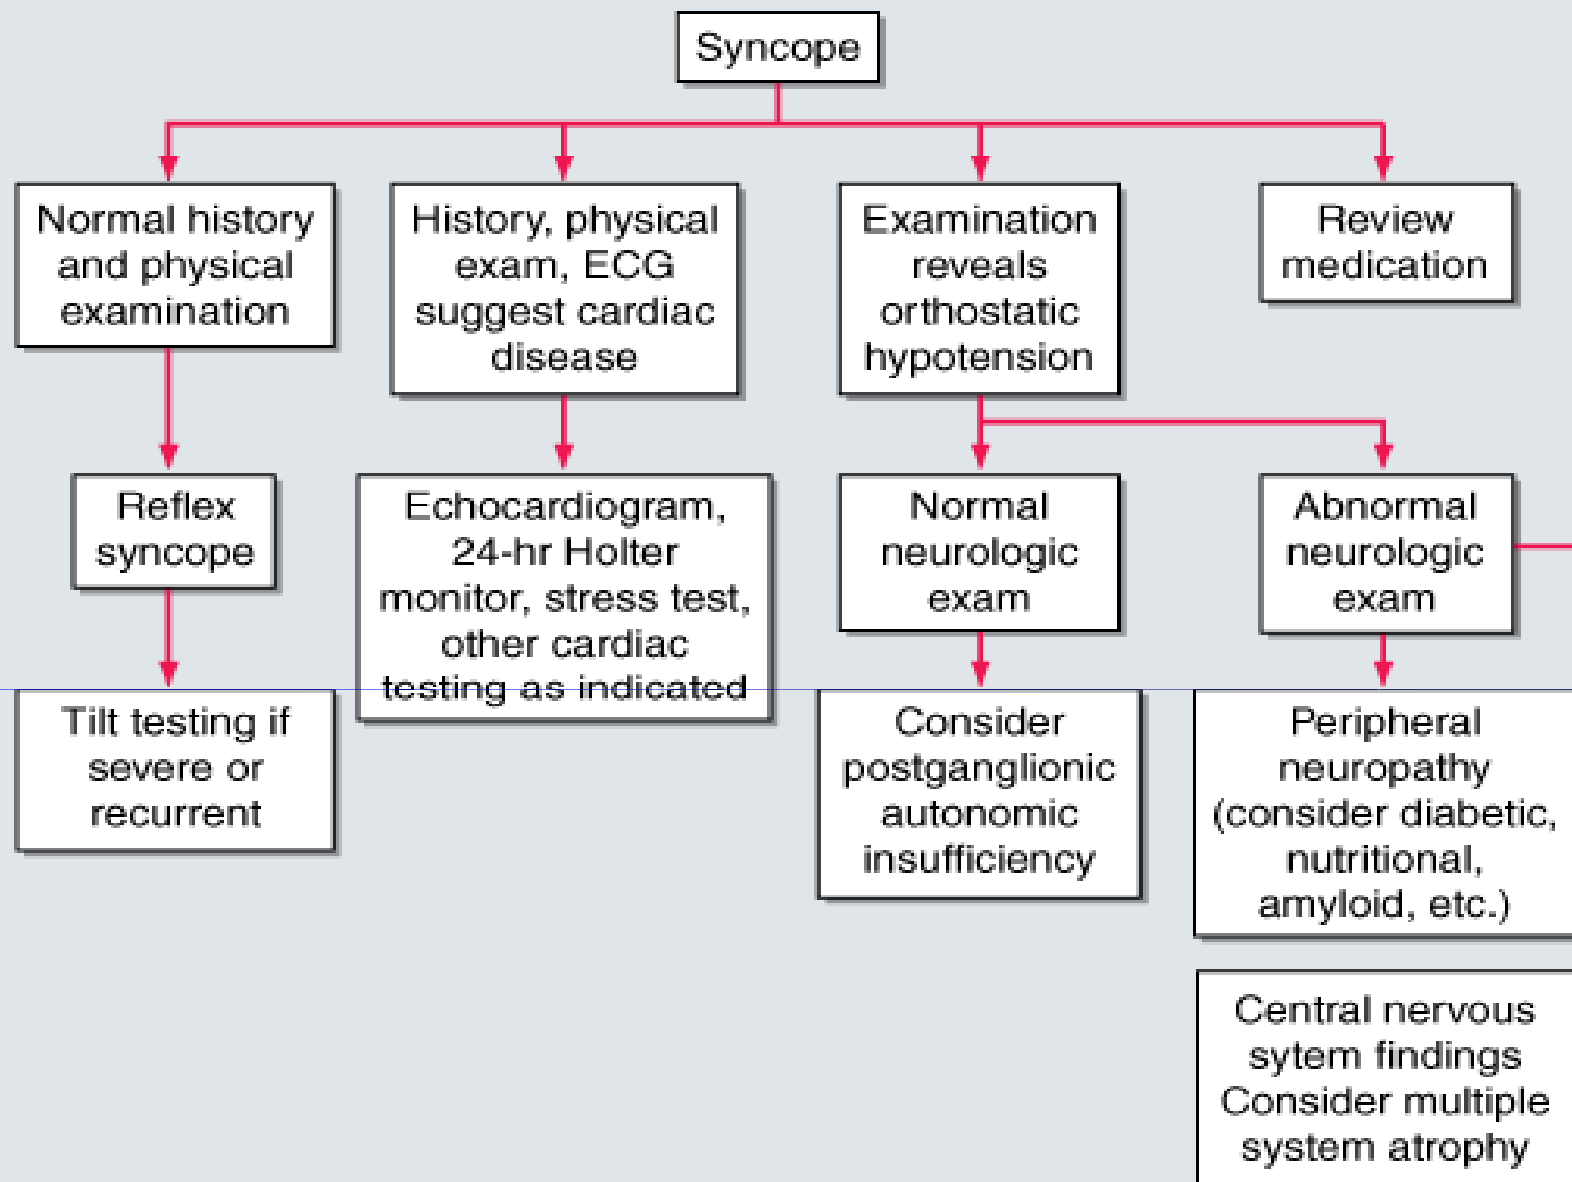 Syncope
Normal history
and physical
examination
History, physical
exam, ECG
suggest cardiac
disease
Examination
reveals
orthostatic
hypotension
Review
medication
Reflex
syncope
Echocardiogram,
24-hr Holter
monitor, stress test,
other cardiac
testing as indicated
Normal
neurologic
exam
Abnormal
neurologic
exam
Tilt testing if
severe or
recurrent
Consider
postganglionic
autonomic
insufficiency
Peripheral
neuropathy
(consider diabetic,
nutritional,
amyloid, etc.)
Central nervous
sytem findings
Consider multiple
system atrophy